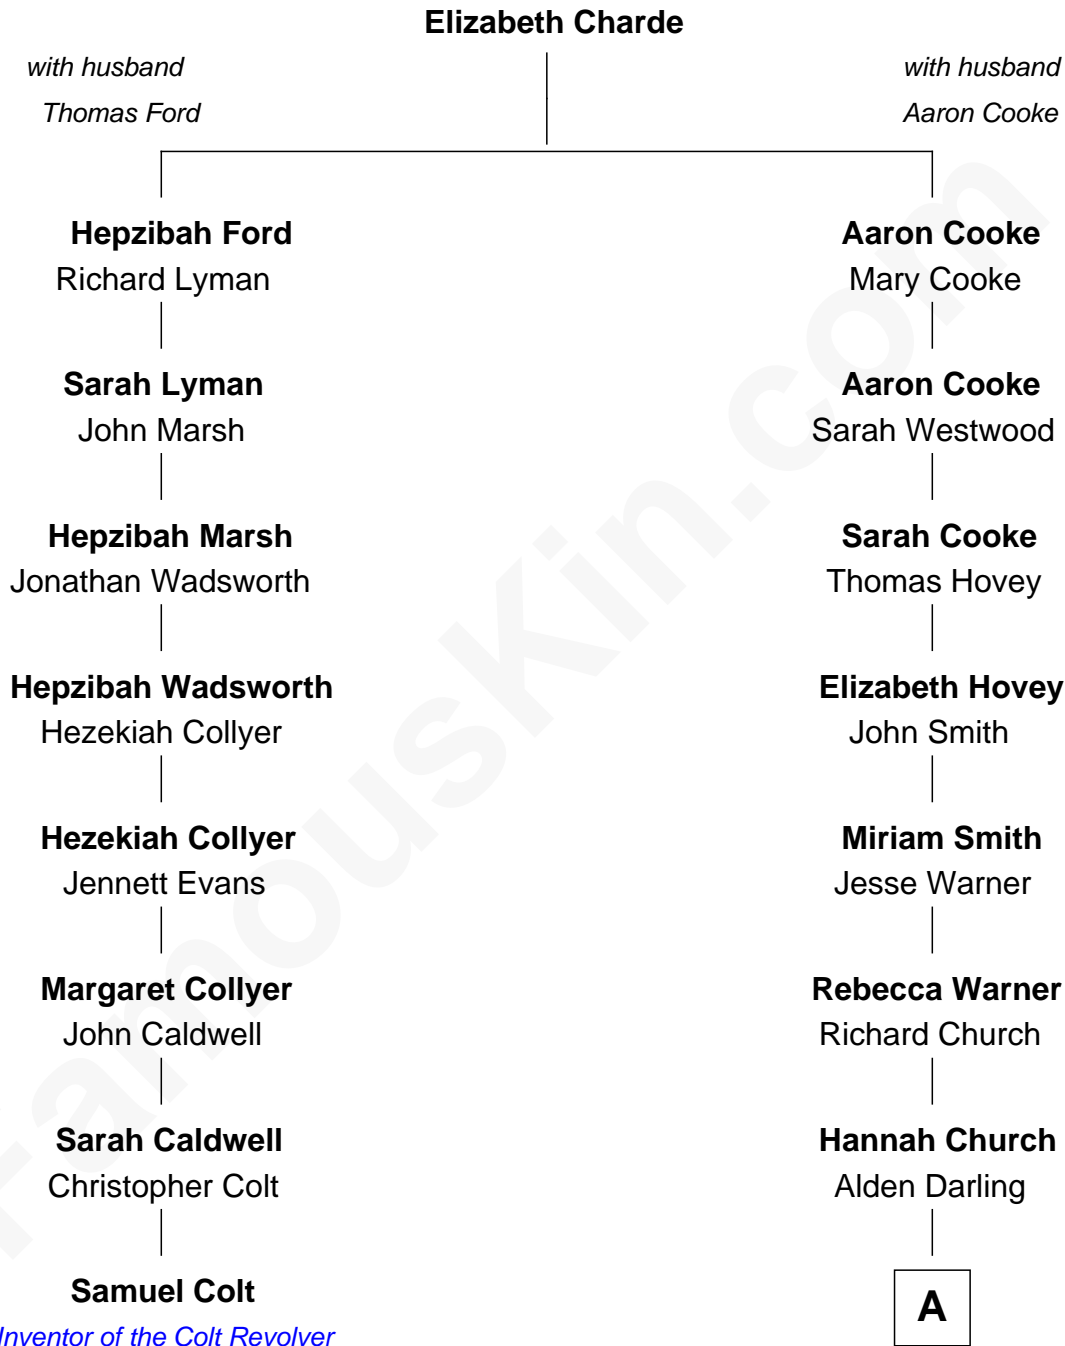 Elizabeth Charde
with husband
Thomas Ford
with husband
Aaron Cooke
Hepzibah Ford
Richard Lyman
Aaron Cooke
Mary Cooke
Sarah Lyman
John Marsh
Aaron Cooke
Sarah Westwood
Hepzibah Marsh
Jonathan Wadsworth
Sarah Cooke
Thomas Hovey
Hepzibah Wadsworth
Hezekiah Collyer
Elizabeth Hovey
John Smith
Hezekiah Collyer
Jennett Evans
Miriam Smith
Jesse Warner
Margaret Collyer
John Caldwell
Rebecca Warner
Richard Church
Sarah Caldwell
Christopher Colt
Hannah Church
Alden Darling
Samuel Colt
Inventor of the Colt Revolver
A
FamousKin.com